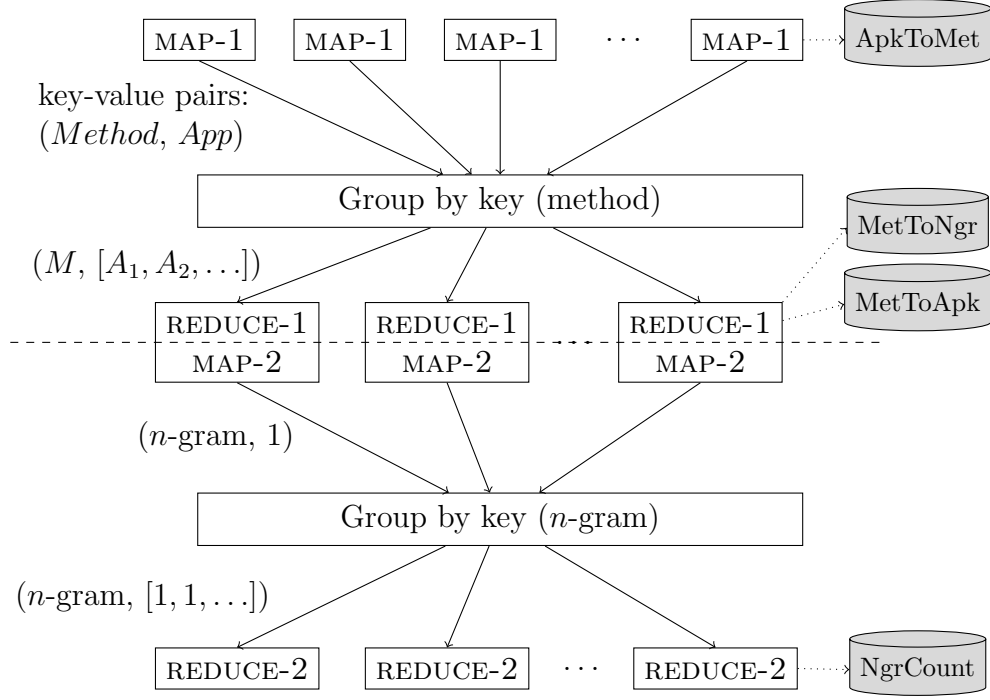 MAP-1 MAP-1 MAP-1 ... MAP-1 ApkToMet
key-value pairs:
(Method, App)
Group by key (method)
MetToNgr
(M, [A₁, A₂, ...])
MetToApk
REDUCE-1 REDUCE-1 REDUCE-1
...
MAP-2 MAP-2 MAP-2
(n-gram, 1)
Group by key (n-gram)
(n-gram, [1, 1, ...])
REDUCE-2 REDUCE-2 ... REDUCE-2 NgrCount